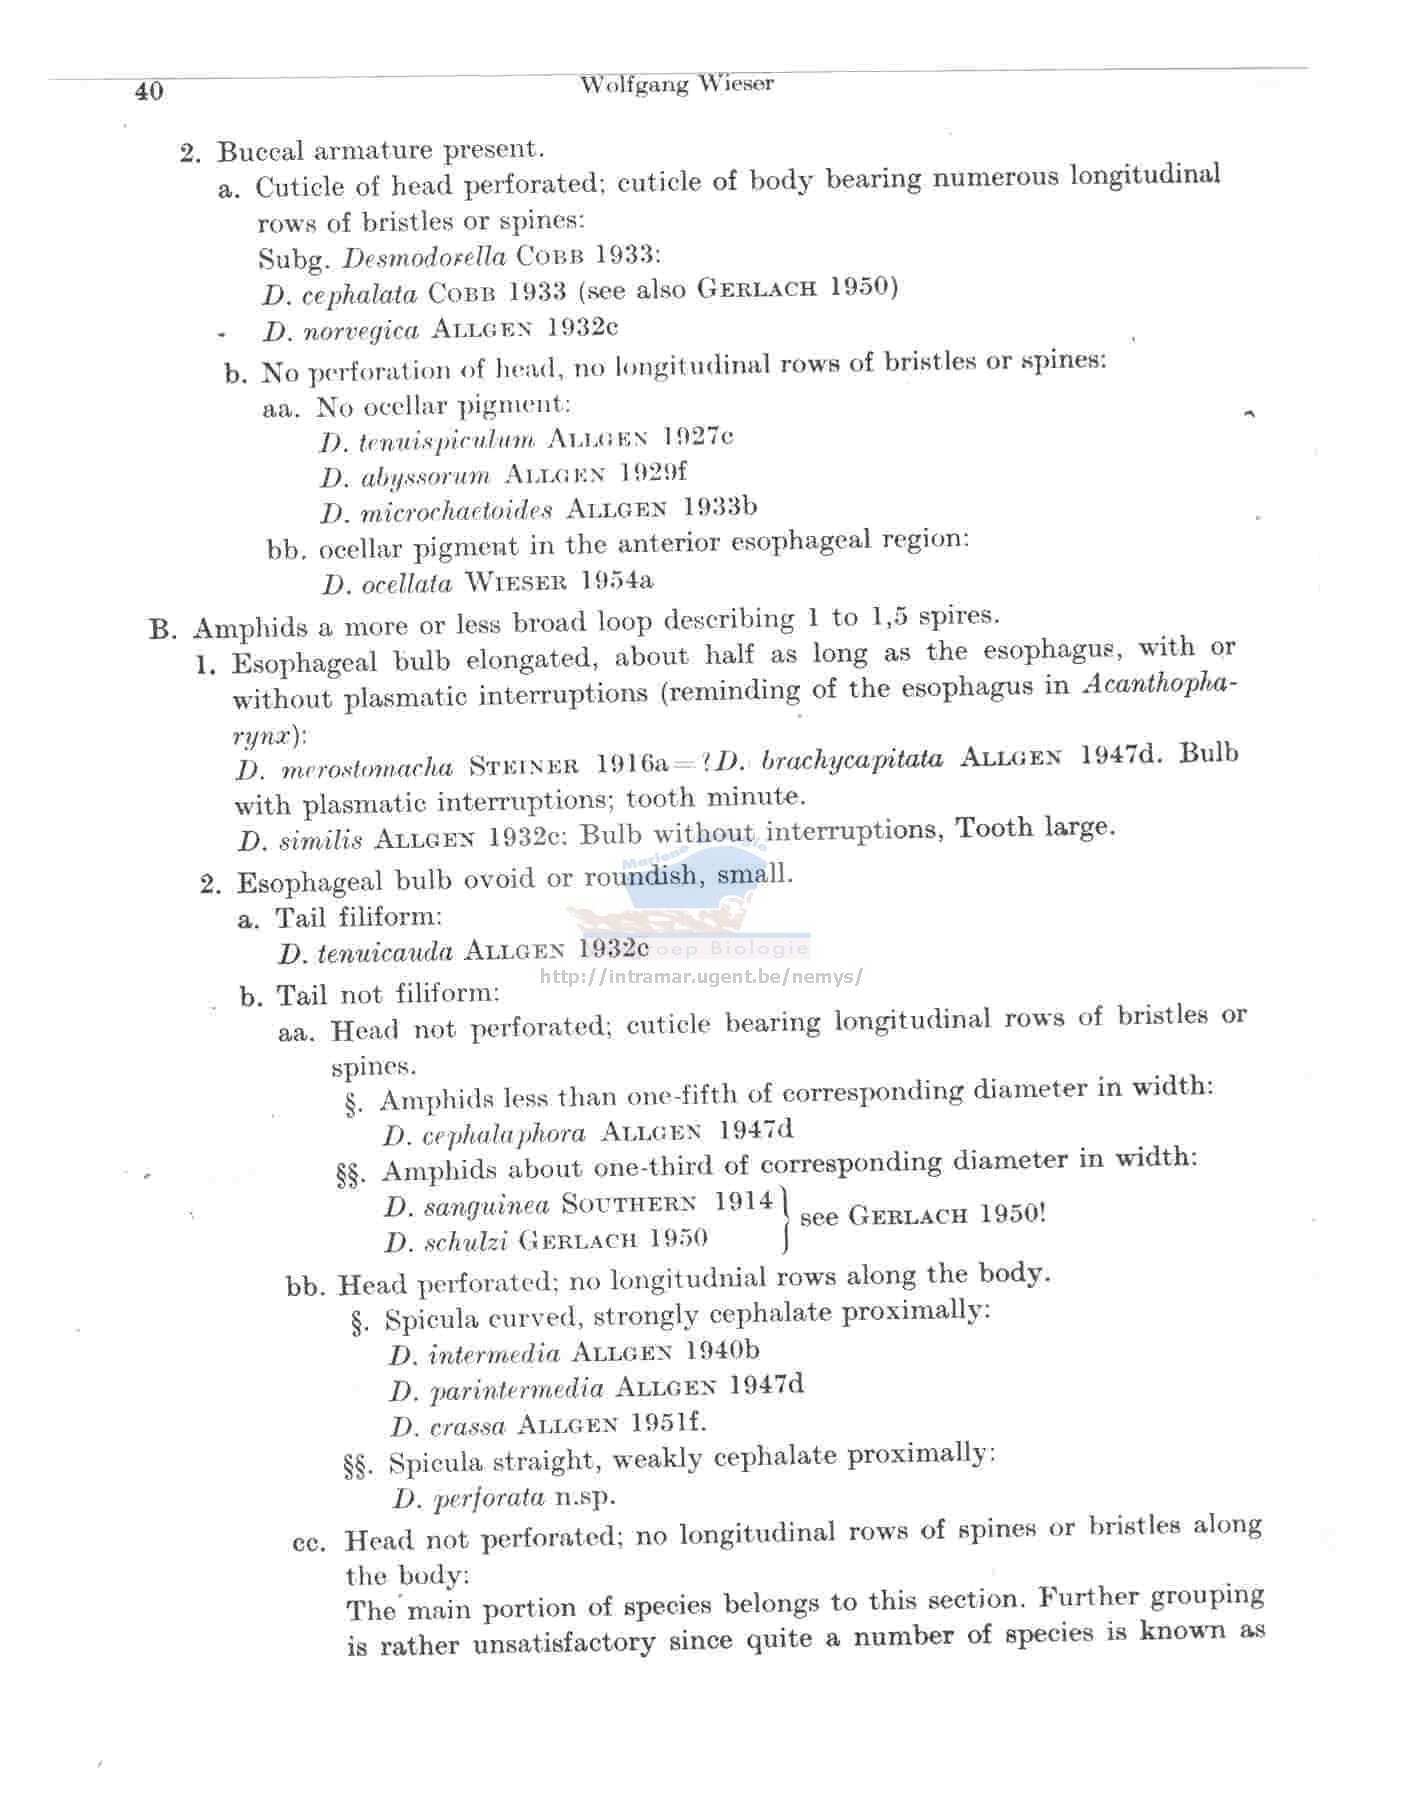 40
Wolfgang Wieser
2. Buccal armature present.
a. Cuticle of head perforated; cuticle of body bearing numerous longitudinal
rows of bristles or spines:
Subg. Desmodorella COBB 1933:
D. cephalata COBB 1933 (see also GERLACH 1950)
D. norvegica ALLGEN 1932c
b. No perforation of head, no longitudinal rows of bristles or spines:
aa. No ocellar pigment:
D. tenuispiculum ALLGEN 1927c
D. abyssorum ALLGEN 1929f
D. microchaetoides ALLGEN 1933b
bb. ocellar pigment in the anterior esophageal region:
D. ocellata WIESER 1954a
B. Amphids a more or less broad loop describing 1 to 1,5 spires.
1. Esophageal bulb elongated, about half as long as the esophagus, with or
without plasmatic interruptions (reminding of the esophagus in Acanthopha-
rynx):
D. merostomacha STEINER 1916a=?D. brachycapitata ALLGEN 1947d. Bulb
with plasmatic interruptions; tooth minute.
D. similis ALLGEN 1932c: Bulb without interruptions, Tooth large.
2. Esophageal bulb ovoid or roundish, small.
a. Tail filiform:
D. tenuicauda ALLGEN 1932c
Biologie
http://intramar.ugent.be/nemys/
b. Tail not filiform:
aa. Head not perforated; cuticle bearing longitudinal rows of bristles or
spines.
§. Amphids less than one-fifth of corresponding diameter in width:
D. cephalaphora ALLGEN 1947d
§§. Amphids about one-third of corresponding diameter in width:
D. sanguinea SOUTHERN 1914 } see GERLACH 1950!
D. schulzi GERLACH 1950
bb. Head perforated; no longitudnial rows along the body.
§. Spicula curved, strongly cephalate proximally:
D. intermedia ALLGEN 1940b
D. parintermedia ALLGEN 1947d
D. crassa ALLGEN 1951f.
§§. Spicula straight, weakly cephalate proximally:
D. perforata n.sp.
cc. Head not perforated; no longitudinal rows of spines or bristles along
the body:
The main portion of species belongs to this section. Further grouping
is rather unsatisfactory since quite a number of species is known as